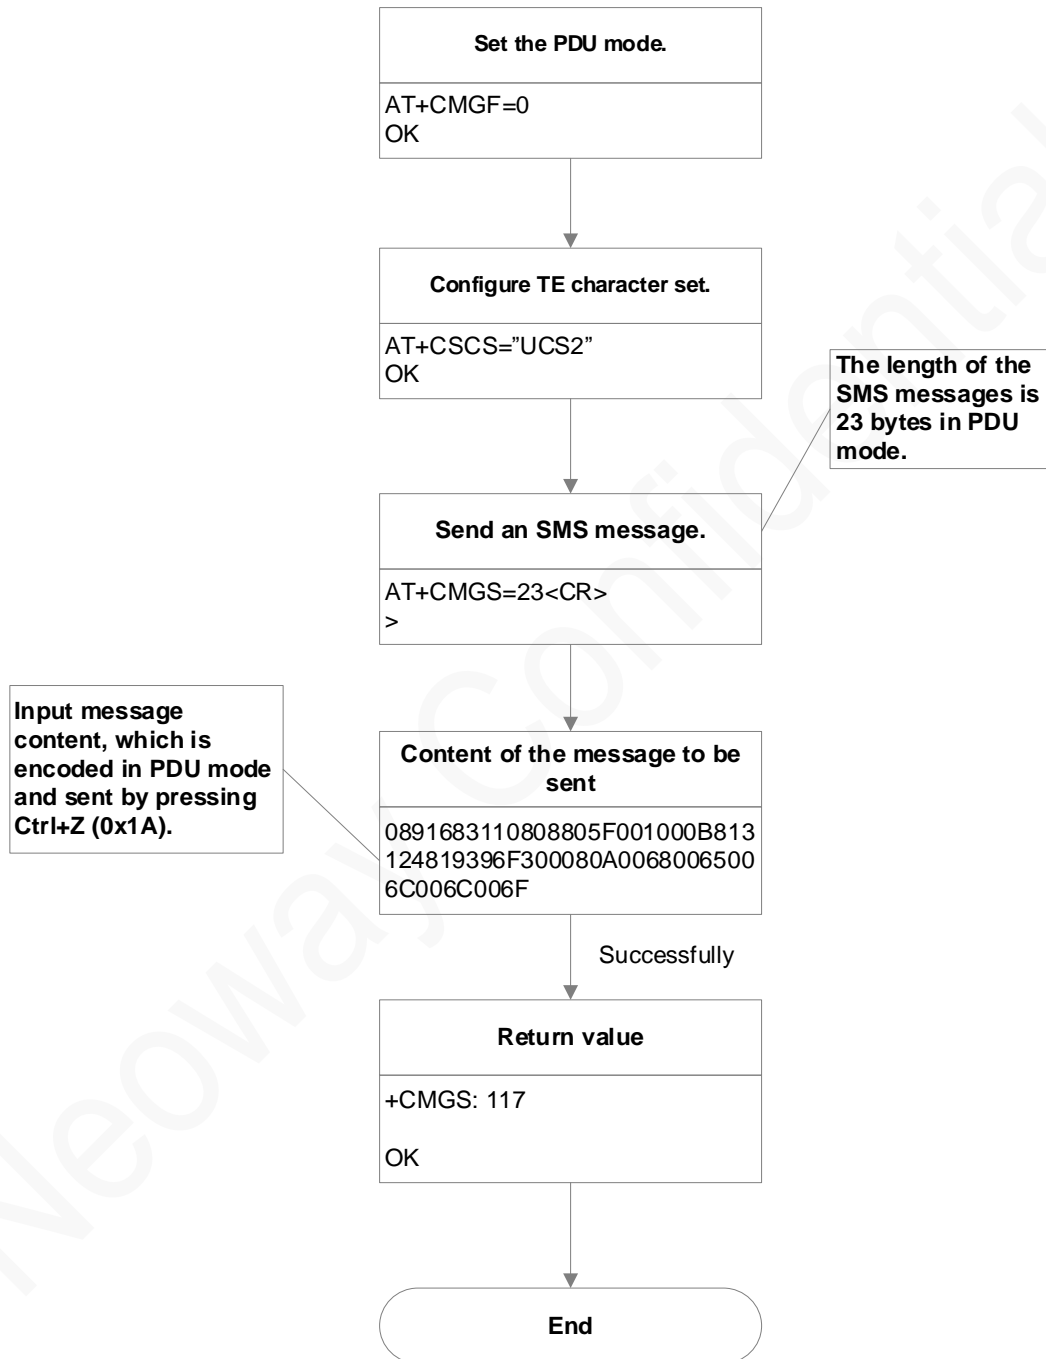 Set the PDU mode.
AT+CMGF=0
OK
Configure TE character set.
AT+CSCS=”UCS2”
OK
The length of the
SMS messages is
23 bytes in PDU
mode.
Send an SMS message.
AT+CMGS=23<CR>
>
Input message
content, which is
encoded in PDU mode
and sent by pressing
Ctrl+Z (0x1A).
Content of the message to be
sent
0891683110808805F001000B813
124819396F300080A0068006500
6C006C006F
Successfully
Return value
+CMGS: 117
OK
End
Neoway Confidential